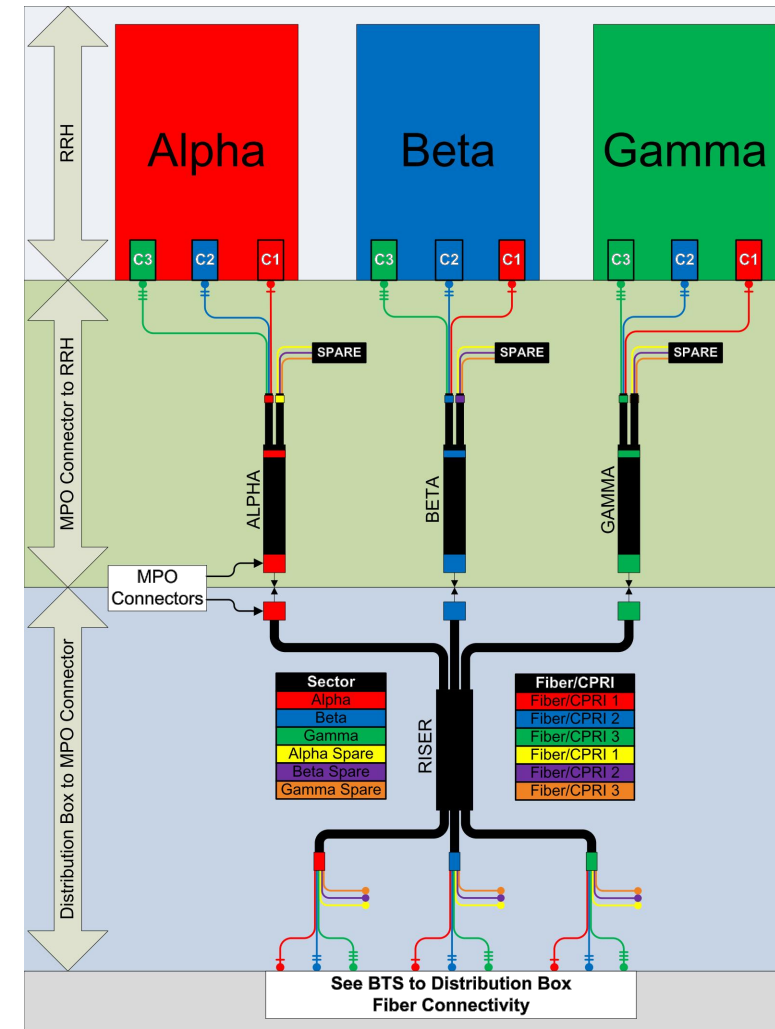 RRH
Alpha
Beta
Gamma
C3
C2
C1
C3
C2
C1
C3
C2
C1
MPO Connector to RRH
SPARE
SPARE
SPARE
ALPHA
BETA
GAMMA
MPO
Connectors
Distribution Box to MPO Connector
Sector
Alpha
Beta
Gamma
Alpha Spare
Beta Spare
Gamma Spare
RISER
Fiber/CPRI
Fiber/CPRI 1
Fiber/CPRI 2
Fiber/CPRI 3
Fiber/CPRI 1
Fiber/CPRI 2
Fiber/CPRI 3
See BTS to Distribution Box
Fiber Connectivity